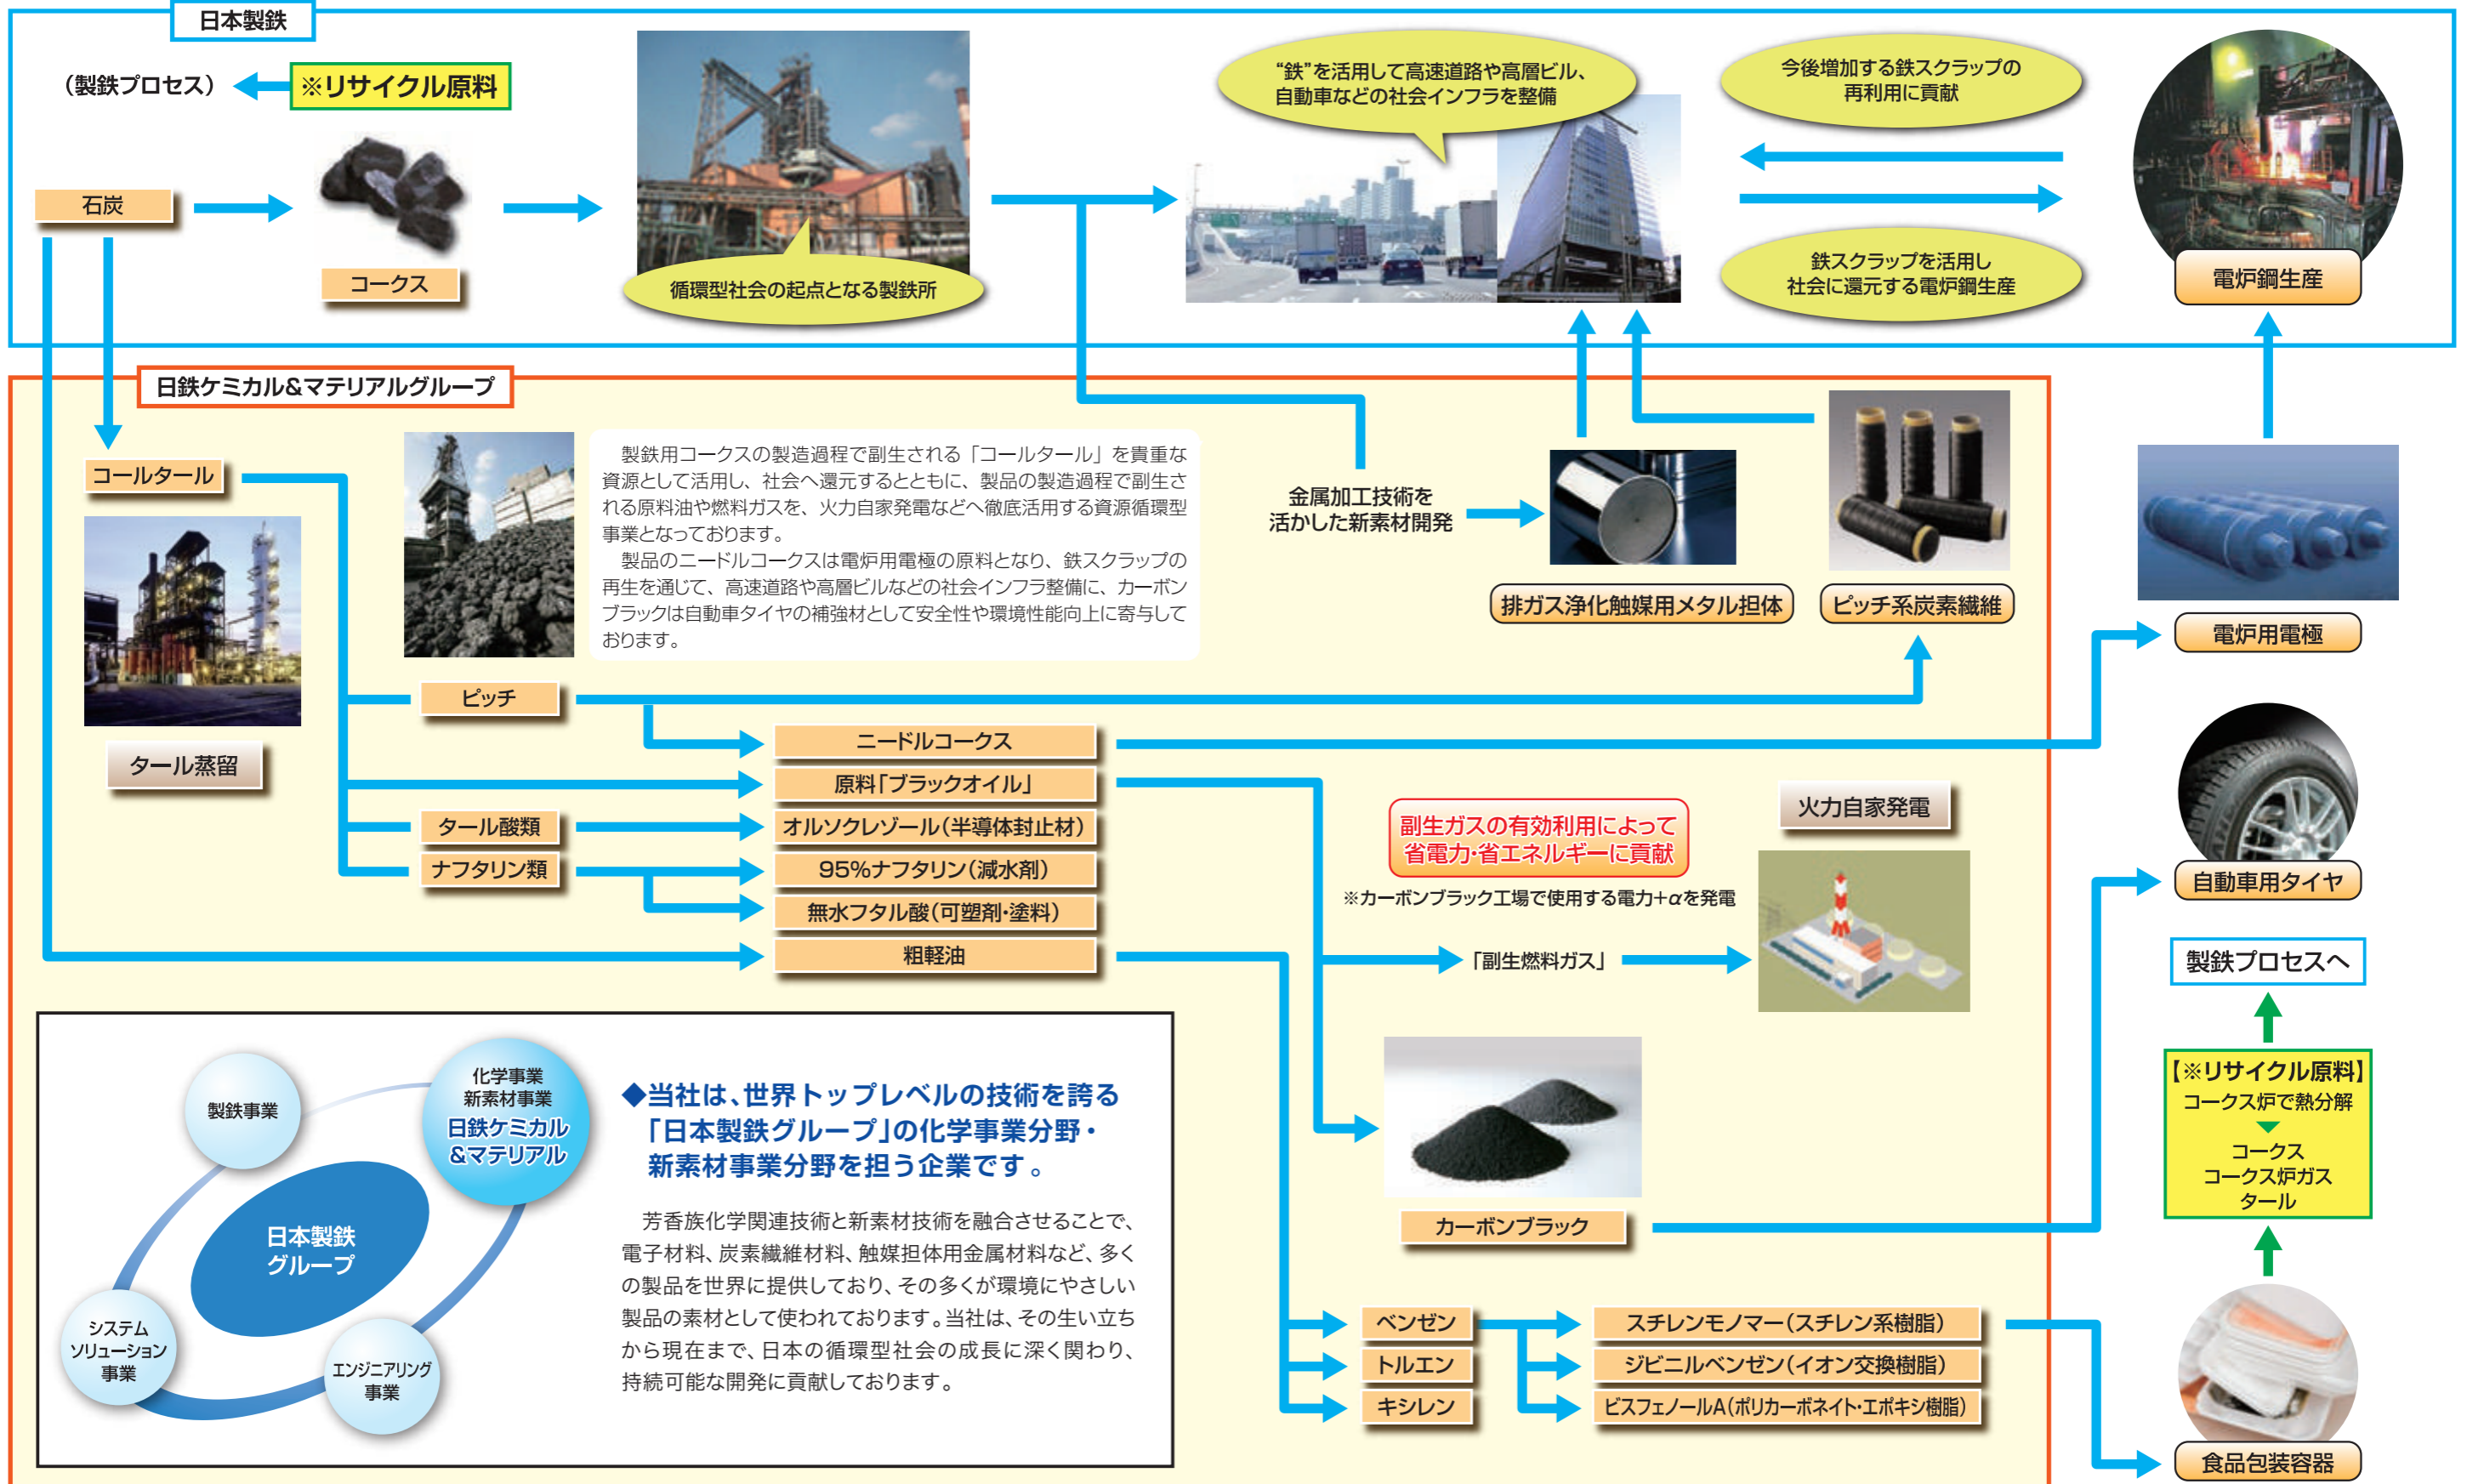 日本製鉄
（製鉄プロセス）
※リサイクル原料
石炭
コークス
循環型社会の起点となる製鉄所
“鉄”を活用して高速道路や高層ビル、
自動車などの社会インフラを整備
今後増加する鉄スクラップの
再利用に貢献
鉄スクラップを活用し
社会に還元する電炉鋼生産
電炉鋼生産
日鉄ケミカル&マテリアルグループ
コールタール
タール蒸留
　製鉄用コークスの製造過程で副生される「コールタール」を貴重な
資源として活用し、社会へ還元するとともに、製品の製造過程で副生さ
れる原料油や燃料ガスを、火力自家発電などへ徹底活用する資源循環型
事業となっております。
　製品のニードルコークスは電炉用電極の原料となり、鉄スクラップの
再生を通じて、高速道路や高層ビルなどの社会インフラ整備に、カーボン
ブラックは自動車タイヤの補強材として安全性や環境性能向上に寄与して
おります。
金属加工技術を
活かした新素材開発
排ガス浄化触媒用メタル担体
ピッチ系炭素繊維
電炉用電極
ピッチ
ニードルコークス
原料「ブラックオイル」
タール酸類
オルソクレゾール（半導体封止材）
ナフタリン類
95%ナフタリン（減水剤）
無水フタル酸（可塑剤・塗料）
粗軽油
副生ガスの有効利用によって
省電力・省エネルギーに貢献
※カーボンブラック工場で使用する電力+αを発電
火力自家発電
「副生燃料ガス」
カーボンブラック
自動車用タイヤ
製鉄プロセスへ
【※リサイクル原料】
コークス炉で熱分解
コークス
コークス炉ガス
タール
ベンゼン
トルエン
キシレン
スチレンモノマー（スチレン系樹脂）
ジビニルベンゼン（イオン交換樹脂）
ビスフェノールA（ポリカーボネイト・エポキシ樹脂）
食品包装容器
製鉄事業
化学事業
新素材事業
日鉄ケミカル
&マテリアル
日本製鉄
グループ
システム
ソリューション
事業
エンジニアリング
事業
◆当社は、世界トップレベルの技術を誇る
「日本製鉄グループ」の化学事業分野・
新素材事業分野を担う企業です。
　芳香族化学関連技術と新素材技術を融合させることで、
電子材料、炭素繊維材料、触媒担体用金属材料など、多く
の製品を世界に提供しており、その多くが環境にやさしい
製品の素材として使われております。当社は、その生い立ち
から現在まで、日本の循環型社会の成長に深く関わり、
持続可能な開発に貢献しております。